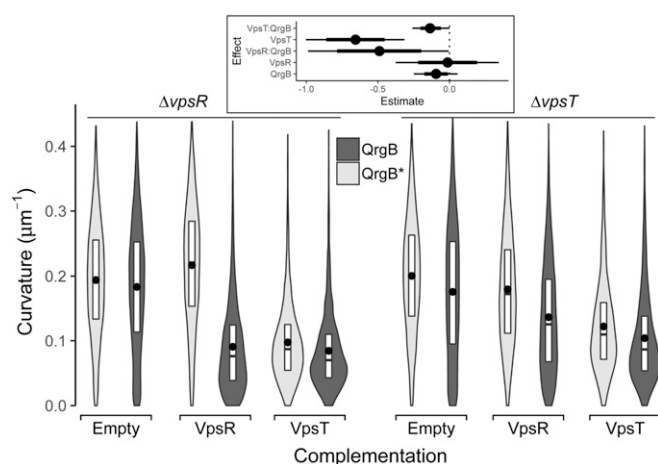 VpsT:QrgB
VpsT
VpsR:QrgB
VpsR
QrgB
Effect
-1.0 -0.5 0.0
Estimate
ΔvpsR ΔvpsT
QrgB
QrgB*
0.4
0.3
0.2
0.1
0.0
Curvature (μm⁻¹)
Empty VpsR VpsT Empty VpsR VpsT
Complementation